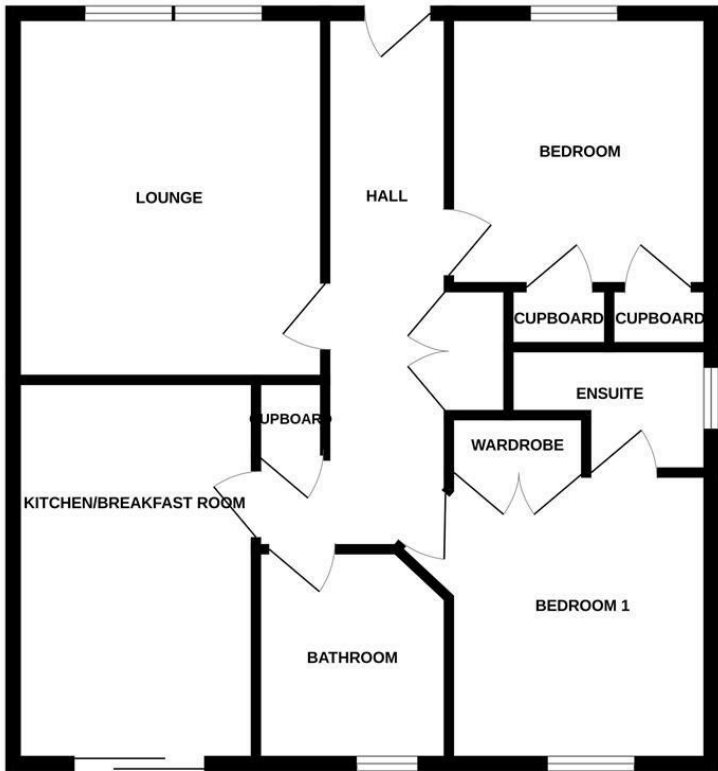 BEDROOM
LOUNGE
HALL
CUPBOARD
CUPBOARD
ENSUITE
CUPBOARD
WARDROBE
KITCHEN/BREAKFAST ROOM
BEDROOM 1
BATHROOM